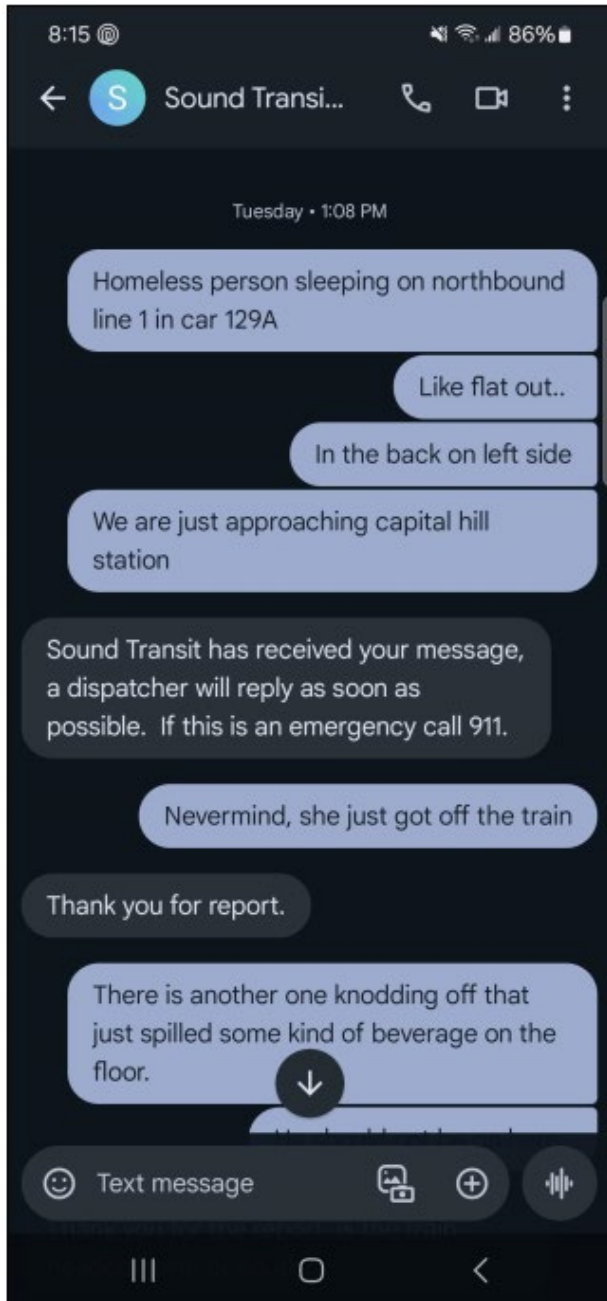 8:15
86%
S Sound Transi...
Tuesday • 1:08 PM
Homeless person sleeping on northbound
line 1 in car 129A
Like flat out..
In the back on left side
We are just approaching capital hill
station
Sound Transit has received your message,
a dispatcher will reply as soon as
possible. If this is an emergency call 911.
Nevermind, she just got off the train
Thank you for report.
There is another one knodding off that
just spilled some kind of beverage on the
floor.
Text message